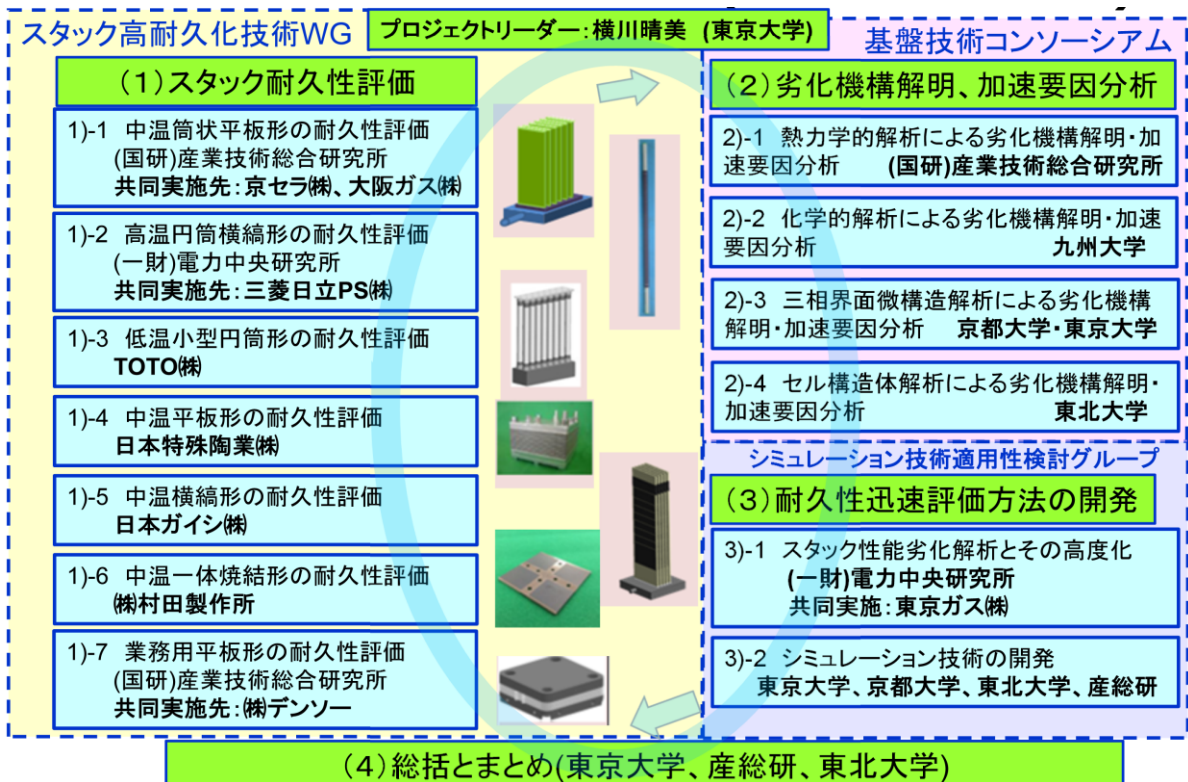 スタック高耐久化技術WG
プロジェクトリーダー:横川晴美 (東京大学)
基盤技術コンソーシアム
(1)スタック耐久性評価
1)-1 中温筒状平板形の耐久性評価
(国研)産業技術総合研究所
共同実施先:京セラ㈱、大阪ガス㈱
1)-2 高温円筒横縞形の耐久性評価
(一財)電力中央研究所
共同実施先:三菱日立PS㈱
1)-3 低温小型円筒形の耐久性評価
TOTO㈱
1)-4 中温平板形の耐久性評価
日本特殊陶業㈱
1)-5 中温横縞形の耐久性評価
日本ガイシ㈱
1)-6 中温一体焼結形の耐久性評価
㈱村田製作所
1)-7 業務用平板形の耐久性評価
(国研)産業技術総合研究所
共同実施先:㈱デンソー
(2)劣化機構解明、加速要因分析
2)-1 熱力学的解析による劣化機構解明・加
速要因分析 (国研)産業技術総合研究所
2)-2 化学的解析による劣化機構解明・加速
要因分析 九州大学
2)-3 三相界面微構造解析による劣化機構
解明・加速要因分析 京都大学・東京大学
2)-4 セル構造体解析による劣化機構解明・
加速要因分析 東北大学
シミュレーション技術適用性検討グループ
(3)耐久性迅速評価方法の開発
3)-1 スタック性能劣化解析とその高度化
(一財)電力中央研究所
共同実施:東京ガス㈱
3)-2 シミュレーション技術の開発
東京大学、京都大学、東北大学、産総研
(4)総括とまとめ(東京大学、産総研、東北大学)